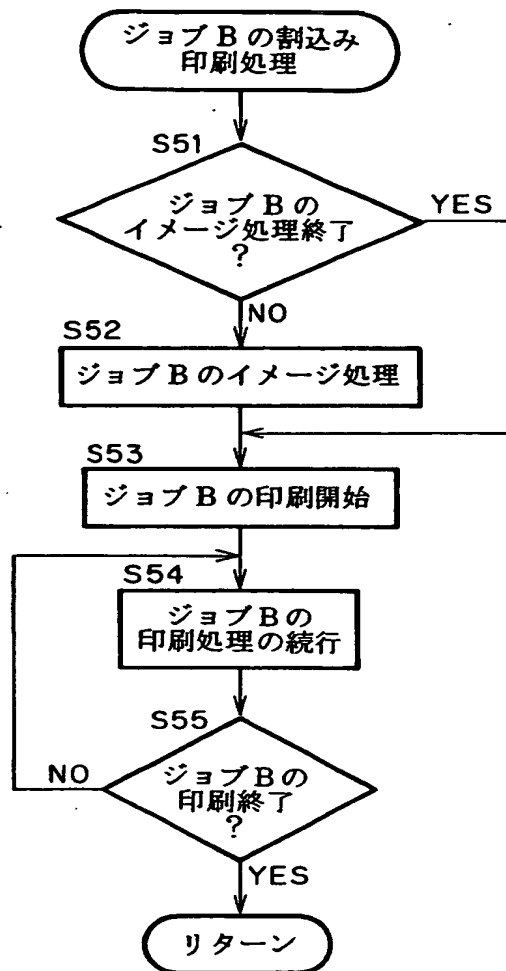 ジョブBの割込み
印刷処理
S51
ジョブBの
イメージ処理終了
?
YES
NO
S52
ジョブBのイメージ処理
S53
ジョブBの印刷開始
S54
ジョブBの
印刷処理の続行
S55
ジョブBの
印刷終了
?
NO
YES
リターン